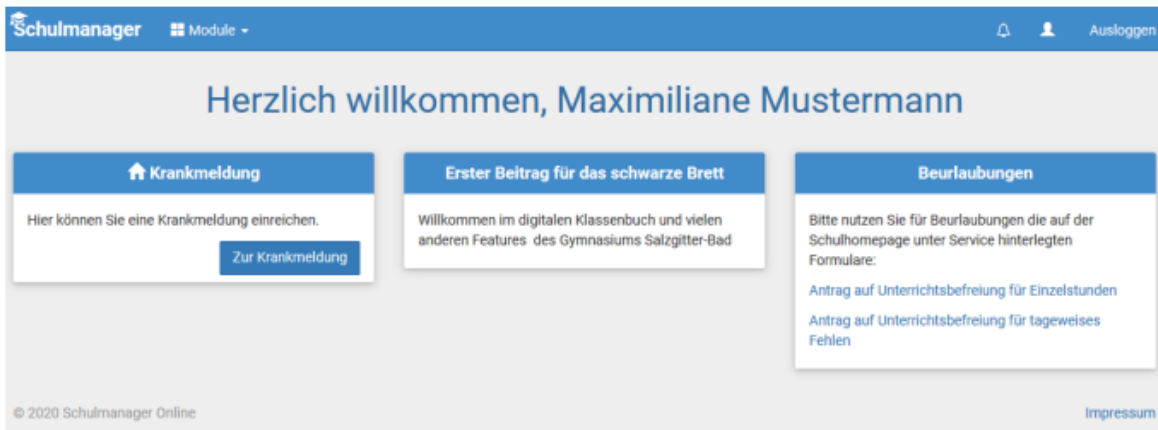 Schulmanager
Module
Ausloggen
Herzlich willkommen, Maximiliane Mustermann
Krankmeldung
Hier können Sie eine Krankmeldung einreichen.
Zur Krankmeldung
Erster Beitrag für das schwarze Brett
Willkommen im digitalen Klassenbuch und vielen
anderen Features des Gymnasiums Salzgitter-Bad
Beurlaubungen
Bitte nutzen Sie für Beurlaubungen die auf der
Schulhomepage unter Service hinterlegten
Formulare:
Antrag auf Unterrichtsbefreiung für Einzelstunden
Antrag auf Unterrichtsbefreiung für tageweises
Fehlen
© 2020 Schulmanager Online
Impressum